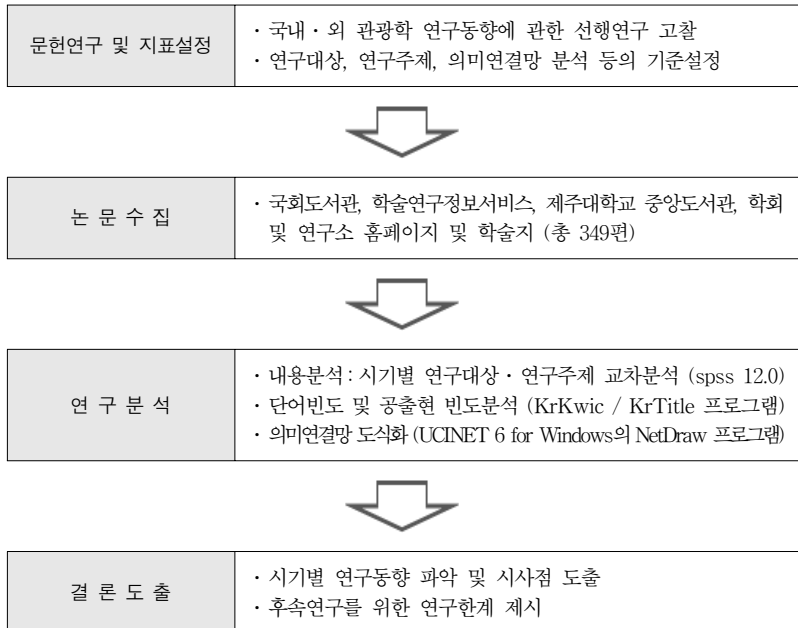 문헌연구 및 지표설정
· 국내 · 외 관광학 연구동향에 관한 선행연구 고찰
· 연구대상, 연구주제, 의미연결망 분석 등의 기준설정
논 문 수 집
· 국회도서관, 학술연구정보서비스, 제주대학교 중앙도서관, 학회
및 연구소 홈페이지 및 학술지 (총 349편)
연 구 분 석
· 내용분석 : 시기별 연구대상 · 연구주제 교차분석 (spss 12.0)
· 단어빈도 및 공출현 빈도분석 (KrKwic / KrTitle 프로그램)
· 의미연결망 도식화 (UCINET 6 for Windows의 NetDraw 프로그램)
결 론 도 출
· 시기별 연구동향 파악 및 시사점 도출
· 후속연구를 위한 연구한계 제시